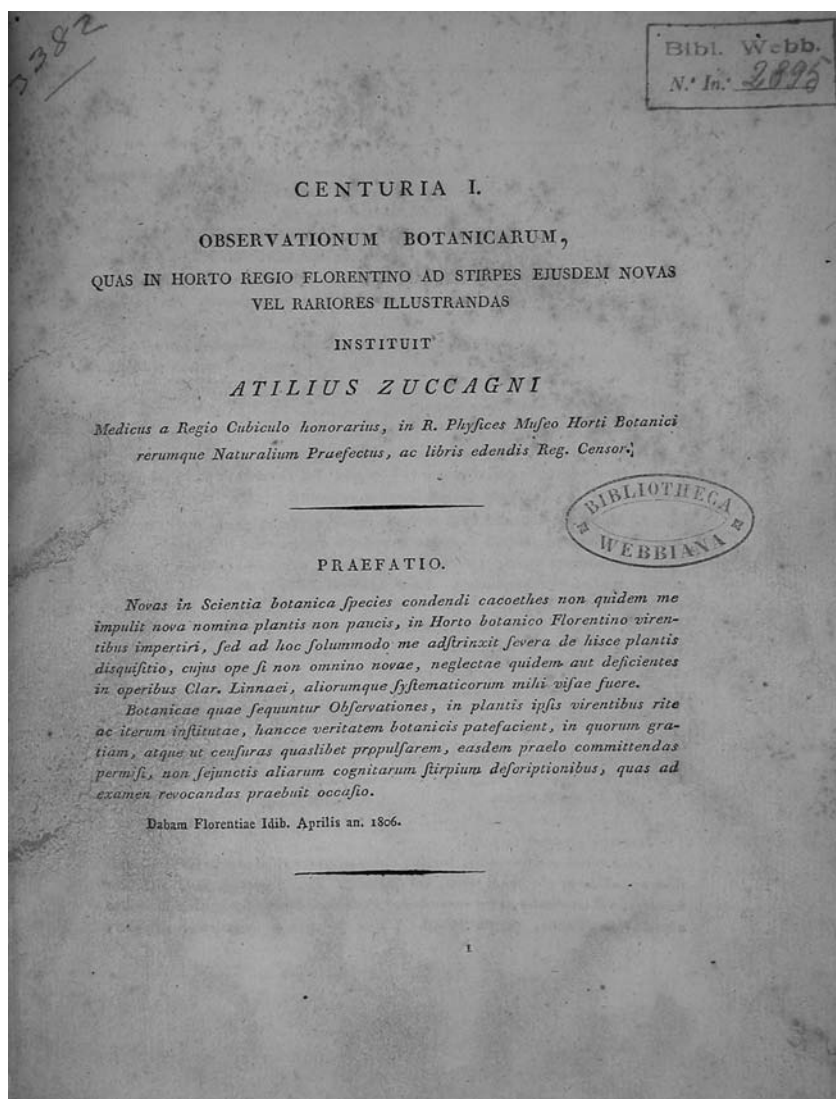 3382
Bibl. Webb.
N.º In.º 2895
CENTURIA I.
OBSERVATIONUM BOTANICARUM,
QUAS IN HORTO REGIO FLORENTINO AD STIRPES EJUSDEM NOVAS
VEL RARIORES ILLUSTRANDAS
INSTITUIT
ATILIUS ZUCCAGNI
Medicus a Regio Cubiculo honorarius, in R. Phyſices Muſeo Horti Botanici
rerumque Naturalium Praefectus, ac libris edendis Reg. Censor.
BIBLIOTHECA
WEBBIANA
PRAEFATIO.
Novas in Scientia botanica ſpecies condendi cacoethes non quidem me
impulit nova nomina plantis non paucis, in Horto botanico Florentino viren-
tibus impertiri, ſed ad hoc ſolummodo me adſtrinxit ſevera de hisce plantis
disquiſitio, cujus ope ſi non omnino novae, neglectae quidem aut deficientes
in operibus Clar. Linnaei, aliorumque ſyſtematicorum mihi viſae fuere.
Botanicae quae ſequuntur Obſervationes, in plantis ipſis virentibus rite
ac iterum inſtitutae, hancce veritatem botanicis patefacient, in quorum gra-
tiam, atque ut cenſuras quaslibet propulſarem, easdem praelo committendas
permiſi, non ſejunctis aliarum cognitarum ſtirpium deſcriptionibus, quas ad
examen revocandas praebuit occaſio.
Dabam Florentiae Idib. Aprilis an. 1806.
1